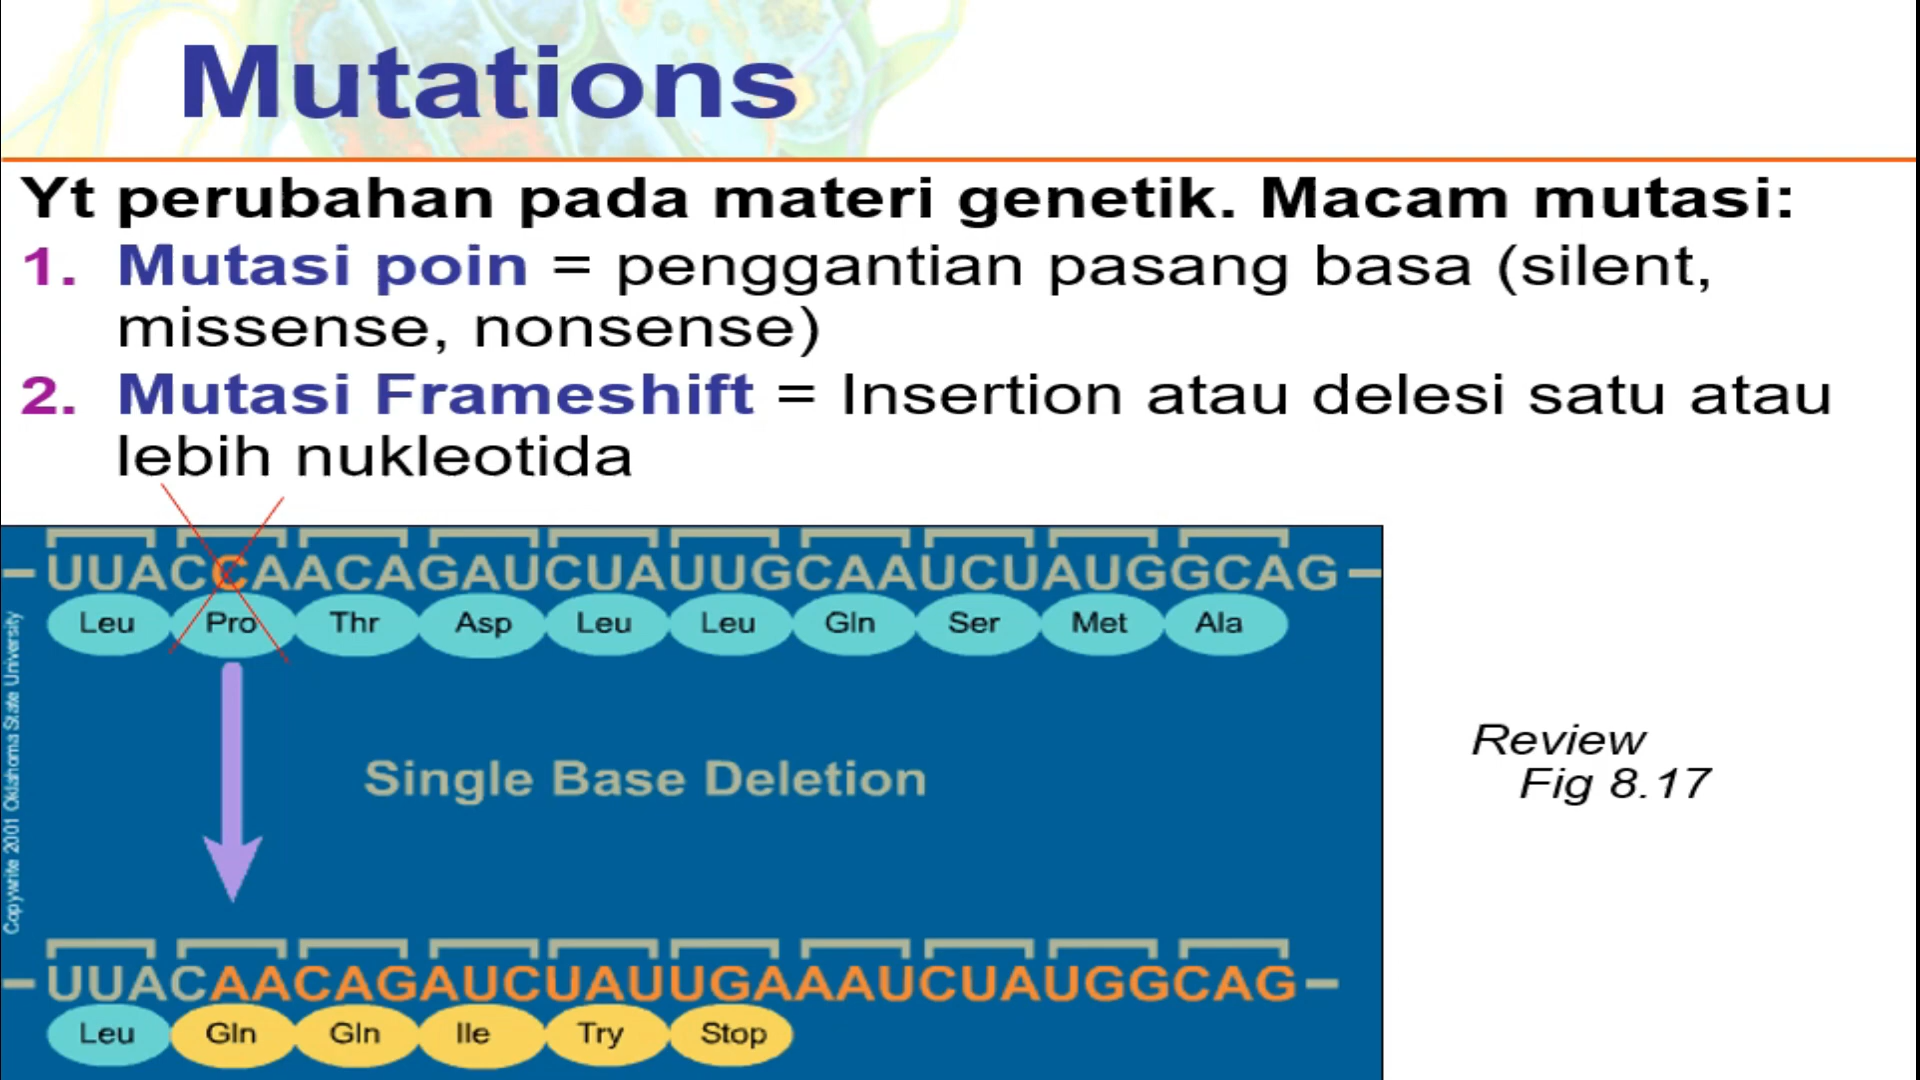 Mutations
Yt perubahan pada materi genetik. Macam mutasi:
1. Mutasi poin = penggantian pasang basa (silent,
missense, nonsense)
2. Mutasi Frameshift = Insertion atau delesi satu atau
lebih nukleotida
–UUACCAACAGAUCUAUUGCAAUCUAUGGCAG–
Leu Pro Thr Asp Leu Leu Gln Ser Met Ala
Copywrite 2001 Oklahoma State University
Single Base Deletion
Review
Fig 8.17
–UUACAACAGAUCUAUUGAAAUCUAUGGCAG–
Leu Gln Gln Ile Try Stop